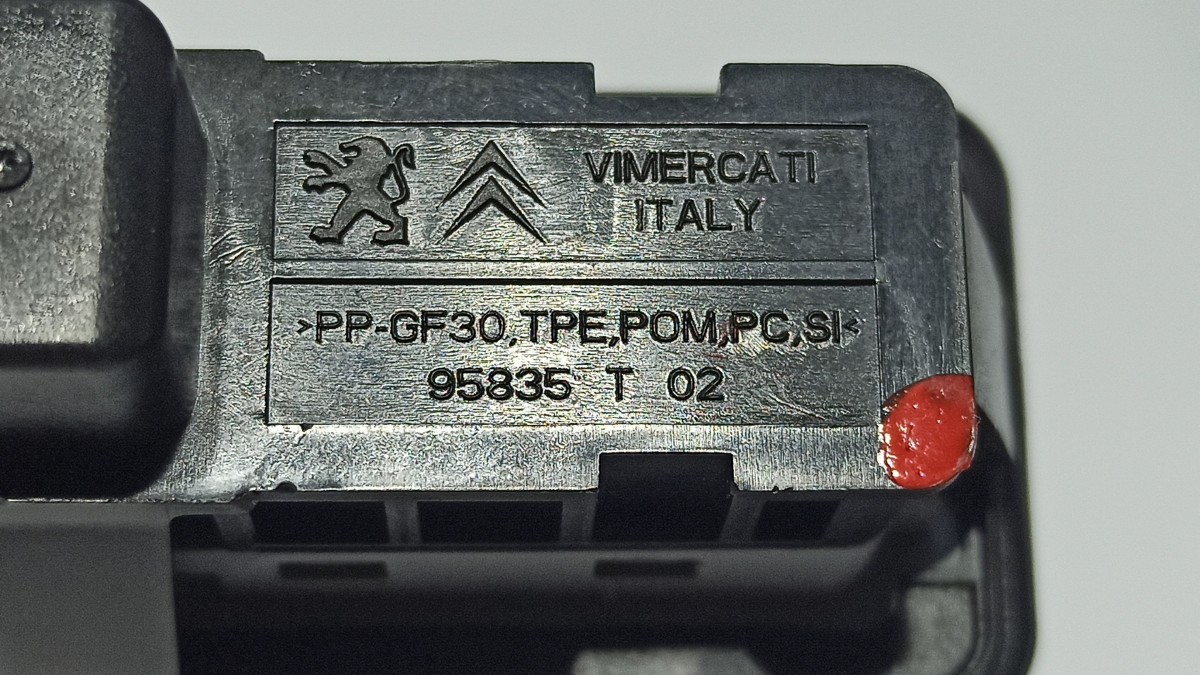 VIMERCATI
ITALY
>PP-GF30,TPE,POM,PC,SI<
95835 T 02